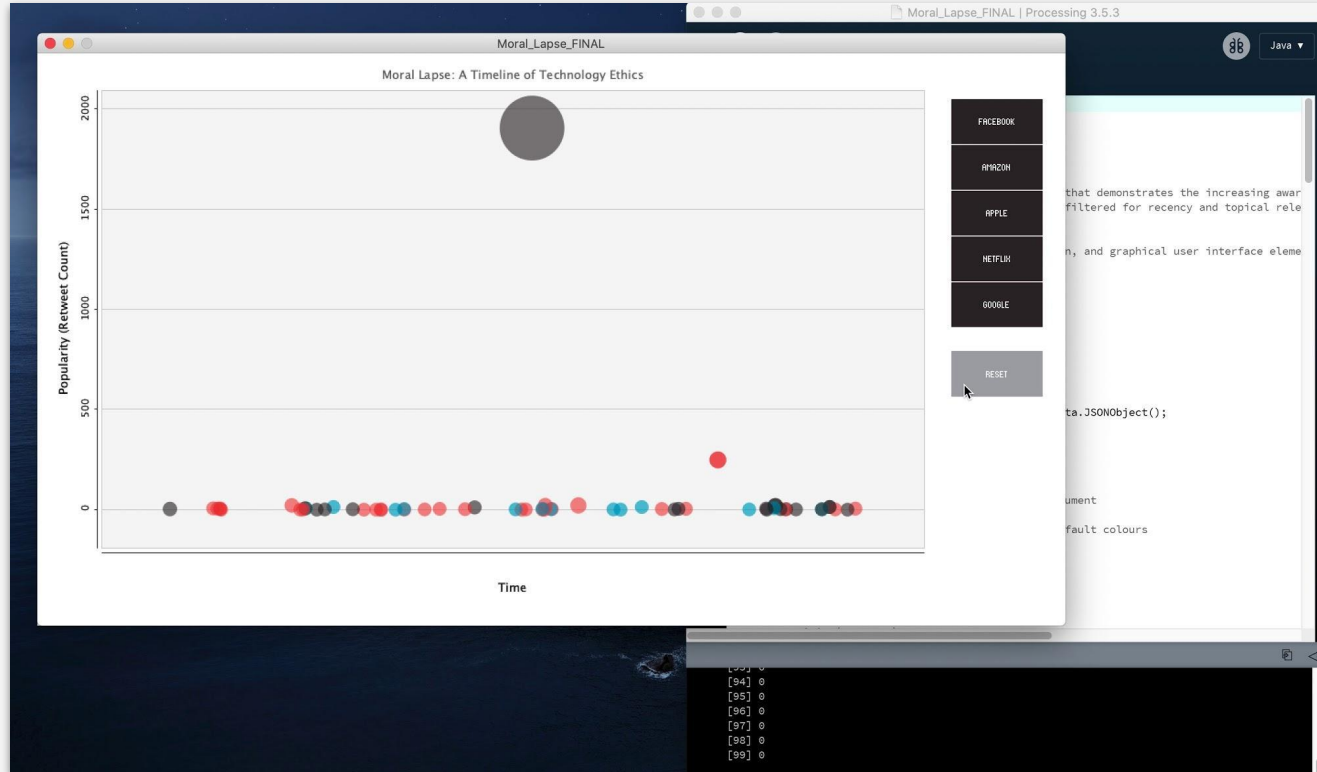 Moral_Lapse_FINAL | Processing 3.5.3
Java ▾
Moral_Lapse_FINAL
Moral Lapse: A Timeline of Technology Ethics
Popularity (Retweet Count)
2000
1500
1000
500
0
Time
FACEBOOK
AMAZON
APPLE
NETFLIX
GOOGLE
RESET
that demonstrates the increasing awar
filtered for recency and topical rele
n, and graphical user interface eleme
ta.JSONObject();
ument
fault colours
[94] 0
[95] 0
[96] 0
[97] 0
[98] 0
[99] 0